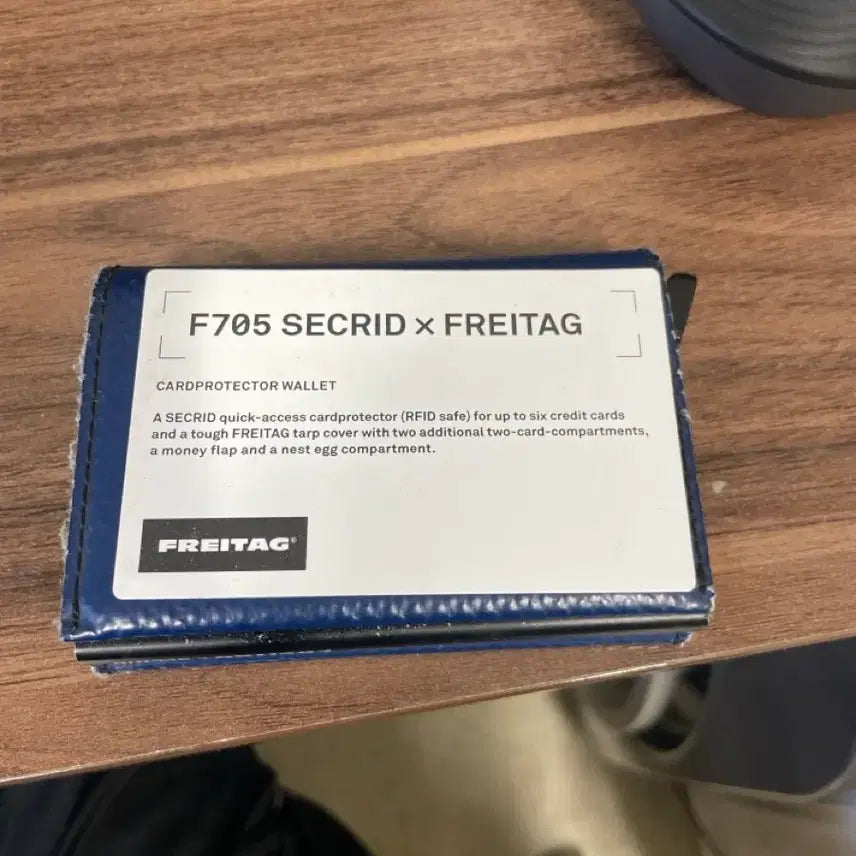 F705 SECRID × FREITAG
CARDPROTECTOR WALLET
A SECRID quick-access cardprotector (RFID safe) for up to six credit cards
and a tough FREITAG tarp cover with two additional two-card-compartments,
a money flap and a nest egg compartment.
FREITAG®